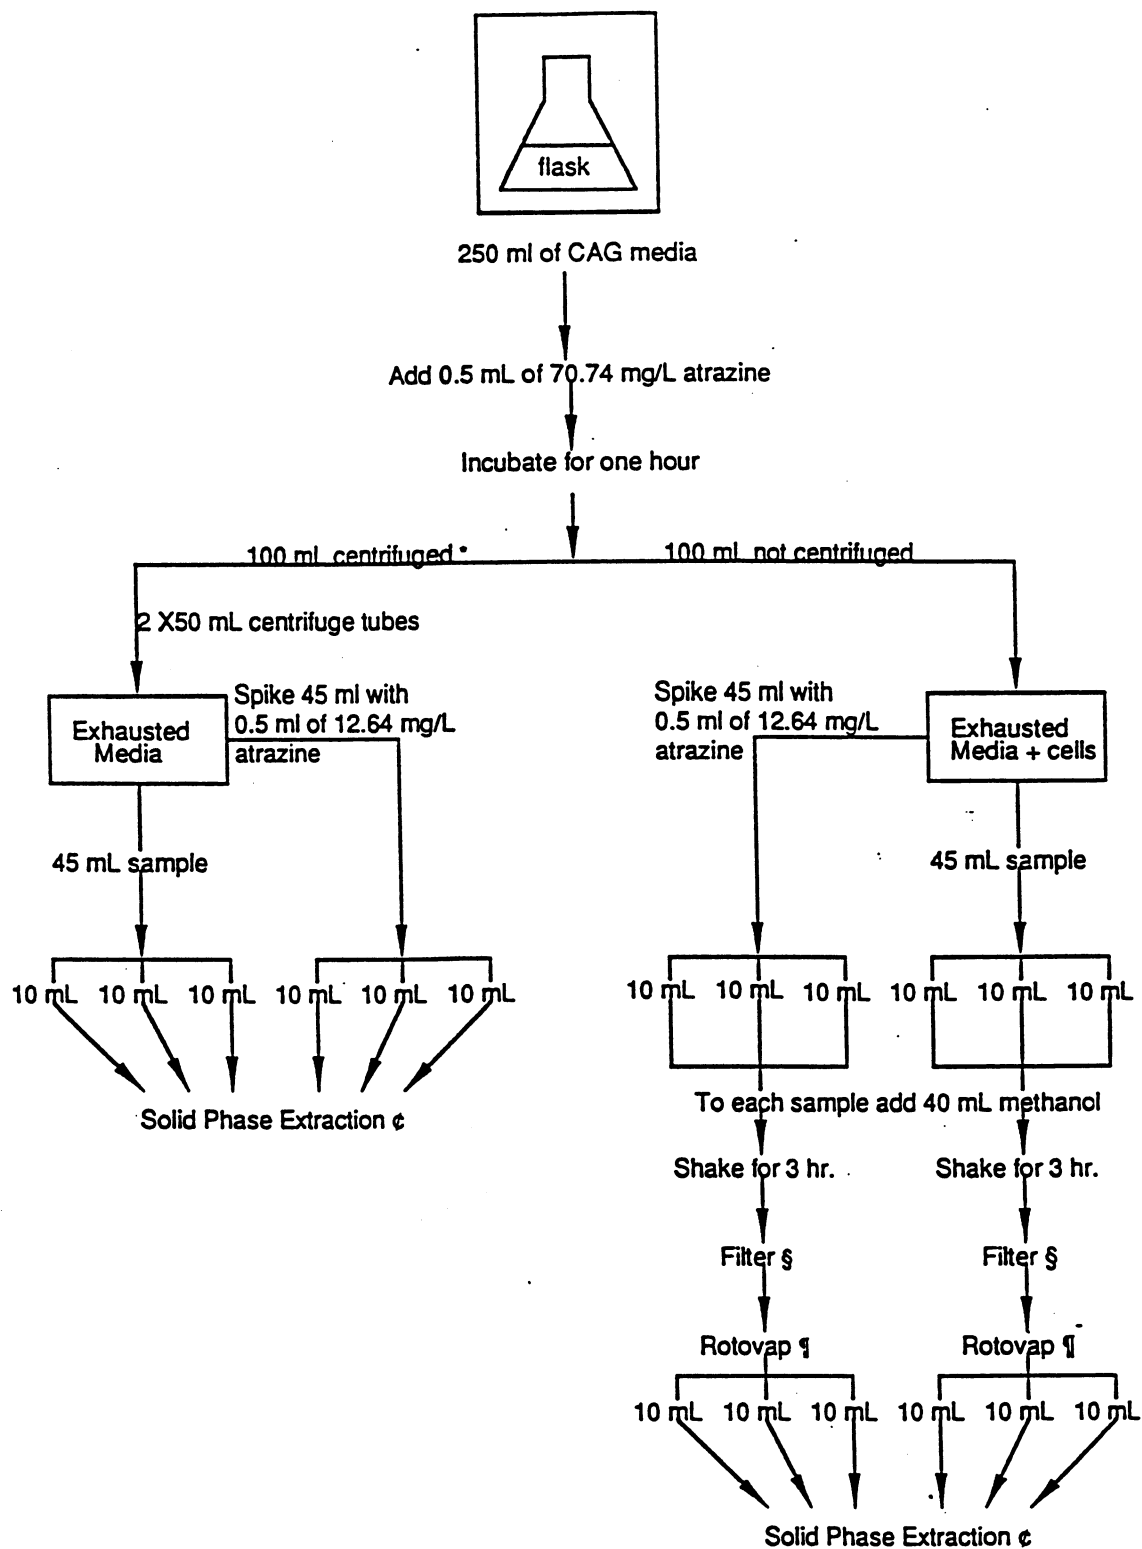 flask
250 ml of CAG media
Add 0.5 mL of 70.74 mg/L atrazine
Incubate for one hour
100 mL centrifuged *
100 mL not centrifuged
2 X50 mL centrifuge tubes
Exhausted
Media
Spike 45 ml with
0.5 ml of 12.64 mg/L
atrazine
Spike 45 ml with
0.5 ml of 12.64 mg/L
atrazine
Exhausted
Media + cells
45 mL sample
45 mL sample
10 mL 10 mL 10 mL 10 mL 10 mL 10 mL
10 mL 10 mL 10 mL 10 mL 10 mL 10 mL
Solid Phase Extraction ¢
To each sample add 40 mL methanol
Shake for 3 hr. Shake for 3 hr.
Filter § Filter §
Rotovap ¶ Rotovap ¶
10 mL 10 mL 10 mL 10 mL 10 mL 10 mL
Solid Phase Extraction ¢